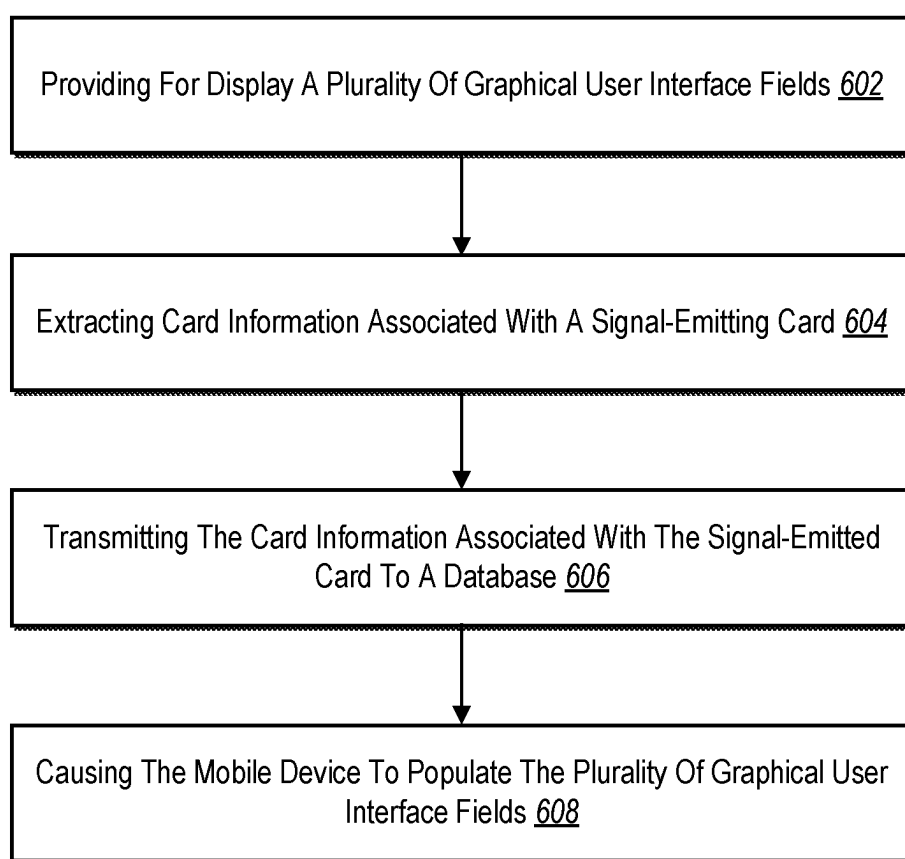 Providing For Display A Plurality Of Graphical User Interface Fields 602
Extracting Card Information Associated With A Signal-Emitting Card 604
Transmitting The Card Information Associated With The Signal-Emitted
Card To A Database 606
Causing The Mobile Device To Populate The Plurality Of Graphical User
Interface Fields 608